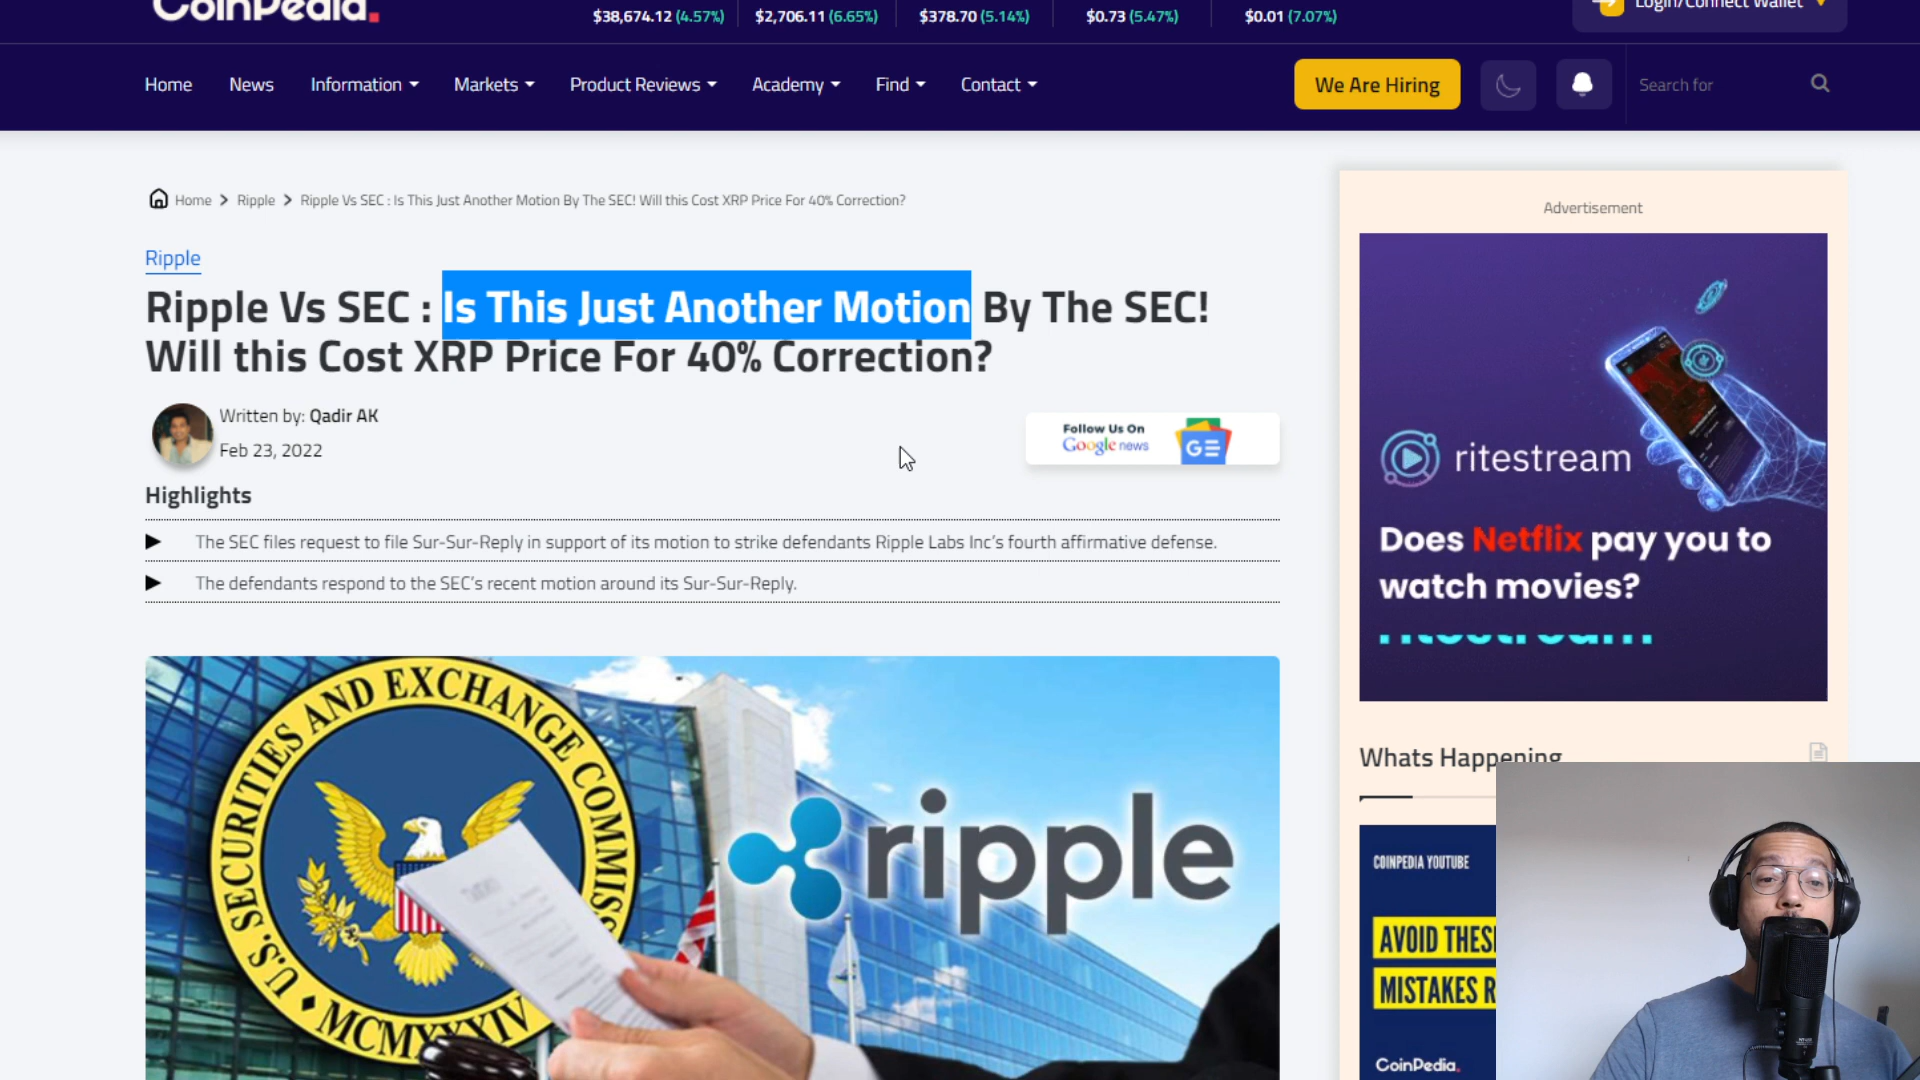 CoinPedia.
$38,674.12 (4.57%) $2,706.11 (6.65%) $378.70 (5.14%) $0.73 (5.47%) $0.01 (7.07%)
Login/Connect Wallet
Home News Information Markets Product Reviews Academy Find Contact
We Are Hiring
Search for
Home > Ripple > Ripple Vs SEC : Is This Just Another Motion By The SEC! Will this Cost XRP Price For 40% Correction?
Ripple
Ripple Vs SEC : Is This Just Another Motion By The SEC!
Will this Cost XRP Price For 40% Correction?
Written by: Qadir AK
Feb 23, 2022
Follow Us On
Google news
GE
Highlights
The SEC files request to file Sur-Sur-Reply in support of its motion to strike defendants Ripple Labs Inc's fourth affirmative defense.
The defendants respond to the SEC's recent motion around its Sur-Sur-Reply.
U.S. SECURITIES AND EXCHANGE COMMISS
MCMXXXIV
ripple
Advertisement
ritestream
Does Netflix pay you to
watch movies?
ritestream
Whats Happening
COINPEDIA YOUTUBE
AVOID THES
MISTAKES R
CoinPedia.